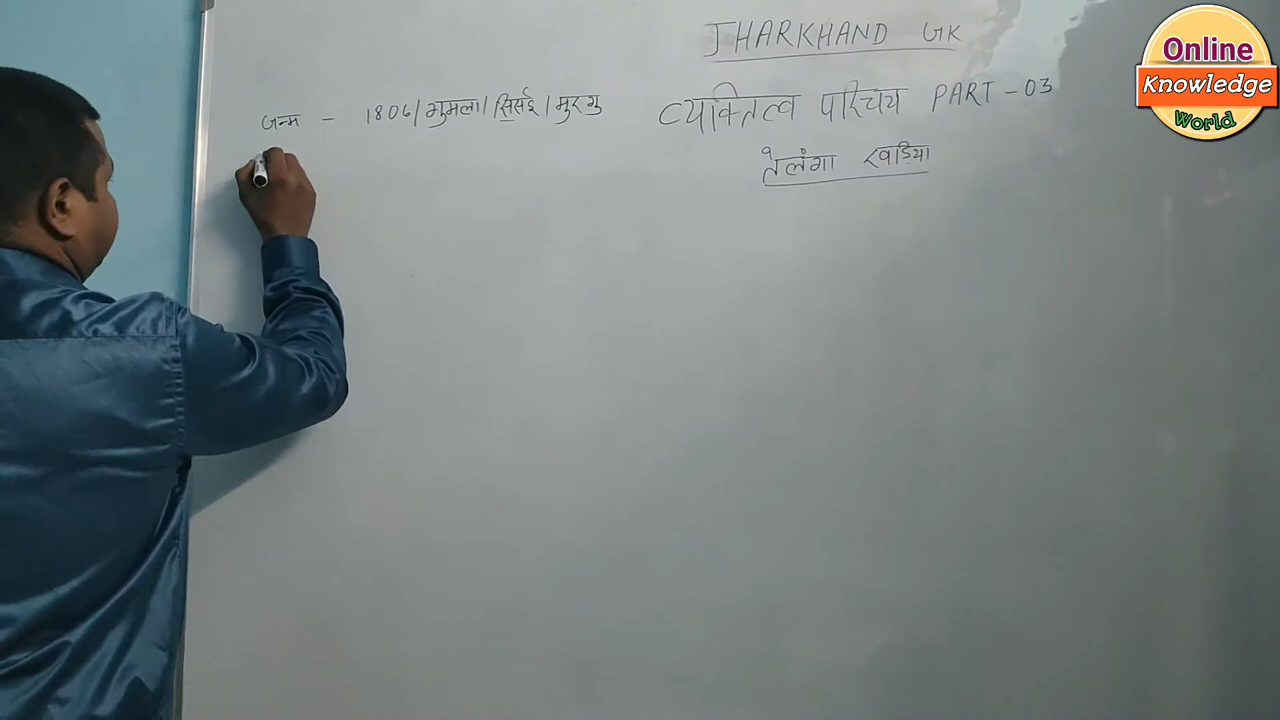 JHARKHAND GK
व्यक्तित्व परिचय PART - 03
तेलंगा खड़िया
जन्म - 1806/गुमला/सिसई/मुरगु
Online
Knowledge
World